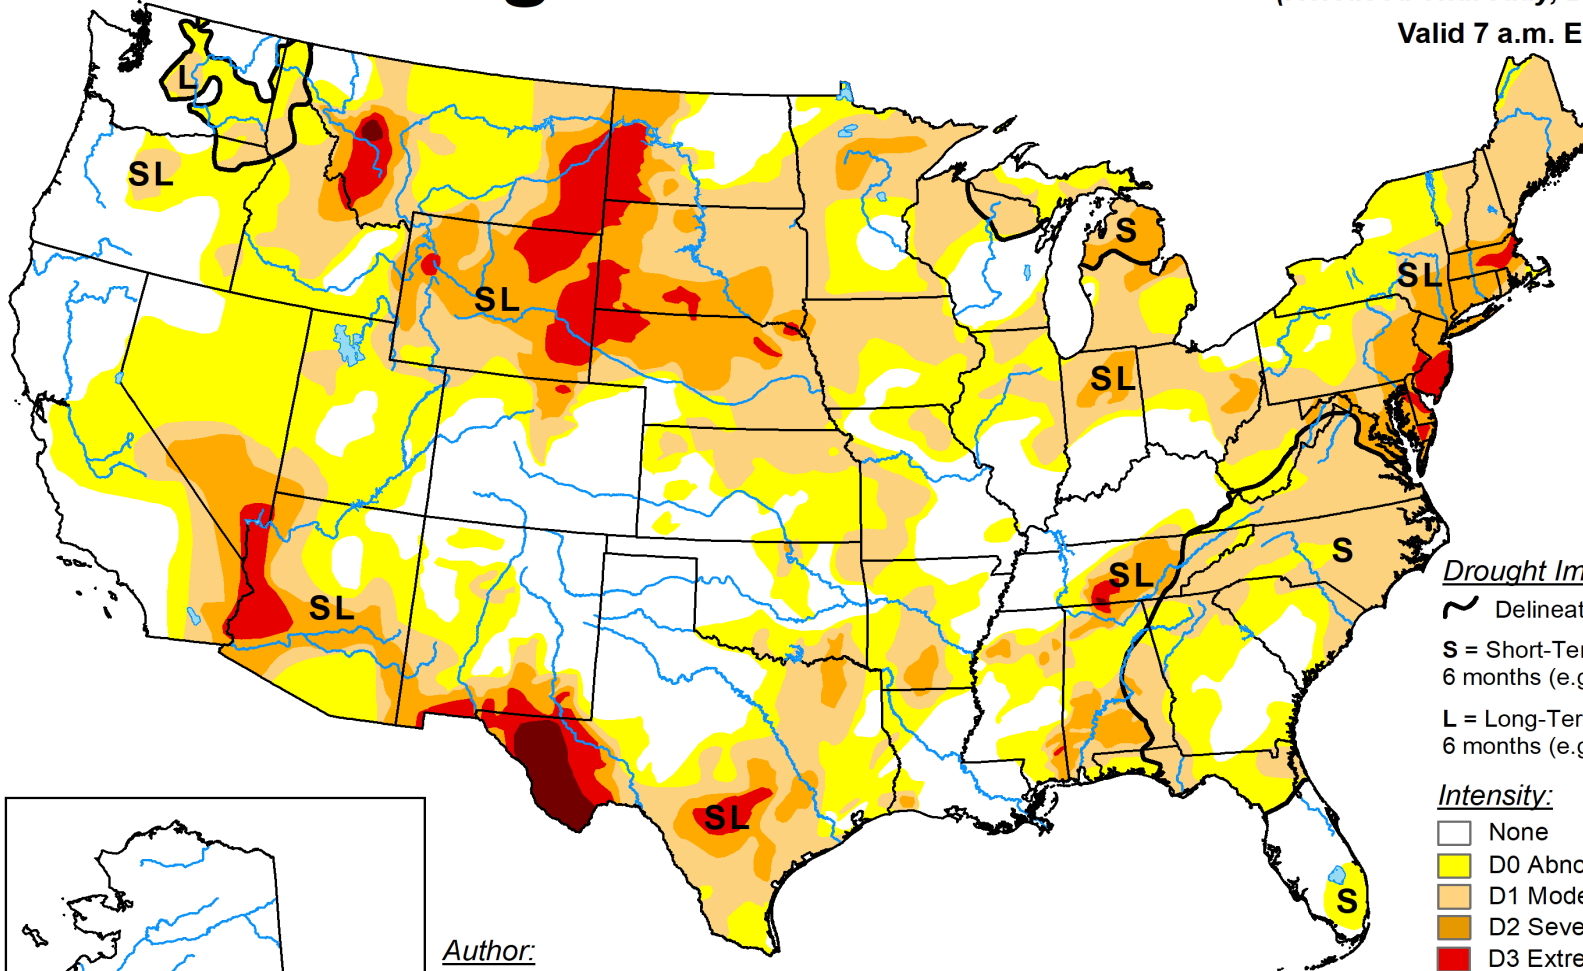 Valid 7 a.m. E
L
SL
S
SL
SL
SL
S
SL
SL
SL
S
Drought Im
Delineat
S = Short-Ter
6 months (e.g
L = Long-Ter
6 months (e.g
Intensity:
None
D0 Abno
D1 Mode
D2 Seve
D3 Extre
Author: